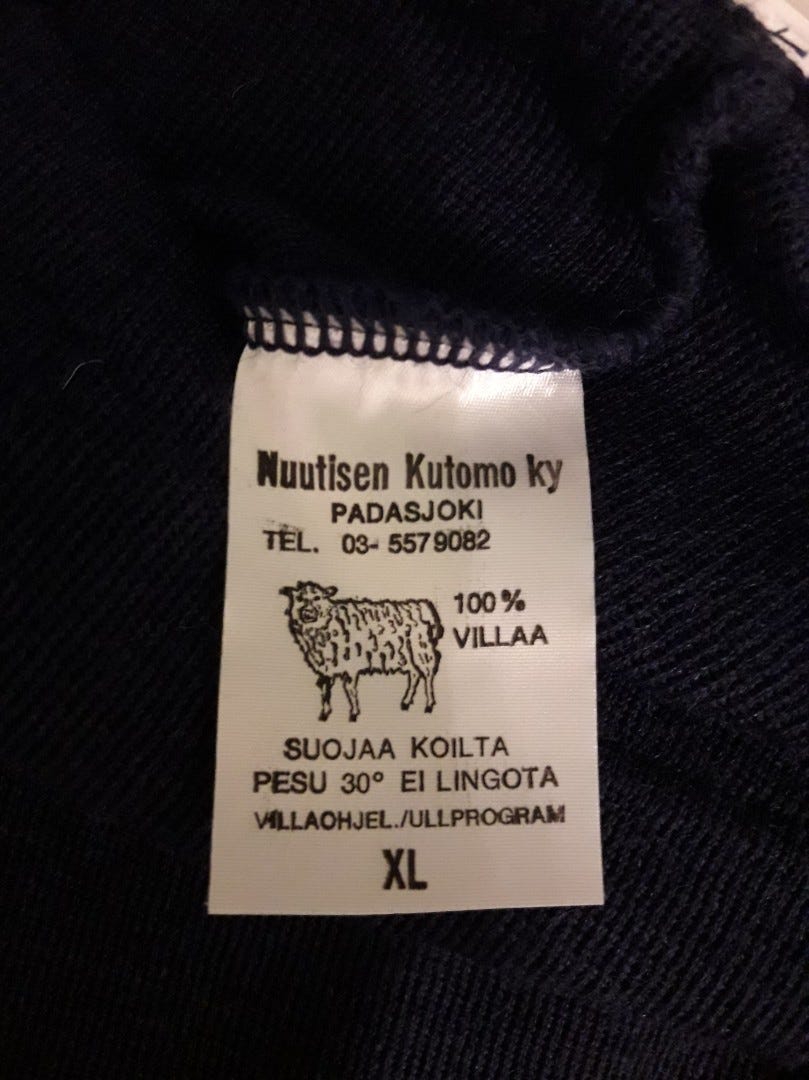 Nuutisen Kutomo ky
PADASJOKI
TEL. 03-5579082
100%
VILLAA
SUOJAA KOILTA
PESU 30° EI LINGOTA
VILLAOHJEL./ULLPROGRAM
XL